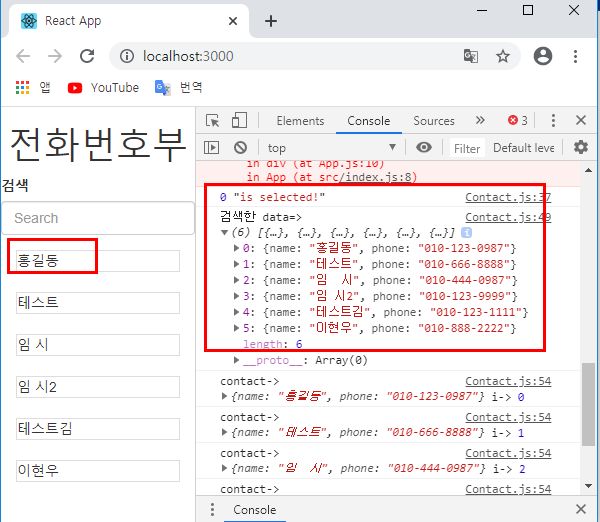 React App
localhost:3000
앱 YouTube 번역
전화번호부
검색
Search
홍길동
테스트
임 시
임 시2
테스트김
이현우
Elements Console Sources » 3
top Filter Default leve
in div (at App.js:10)
in App (at src/index.js:8)
0 "is selected!" Contact.js:37
검색한 data=> Contact.js:49
(6) [{…}, {…}, {…}, {…}, {…}, {…}] i
0: {name: "홍길동", phone: "010-123-0987"}
1: {name: "테스트", phone: "010-666-8888"}
2: {name: "임  시", phone: "010-444-0987"}
3: {name: "임 시2", phone: "010-123-9999"}
4: {name: "테스트김", phone: "010-123-1111"}
5: {name: "이현우", phone: "010-888-2222"}
length: 6
__proto__: Array(0)
contact-> Contact.js:54
{name: "홍길동", phone: "010-123-0987"} i-> 0
contact-> Contact.js:54
{name: "테스트", phone: "010-666-8888"} i-> 1
contact-> Contact.js:54
{name: "임  시", phone: "010-444-0987"} i-> 2
contact-> Contact.js:54
Console